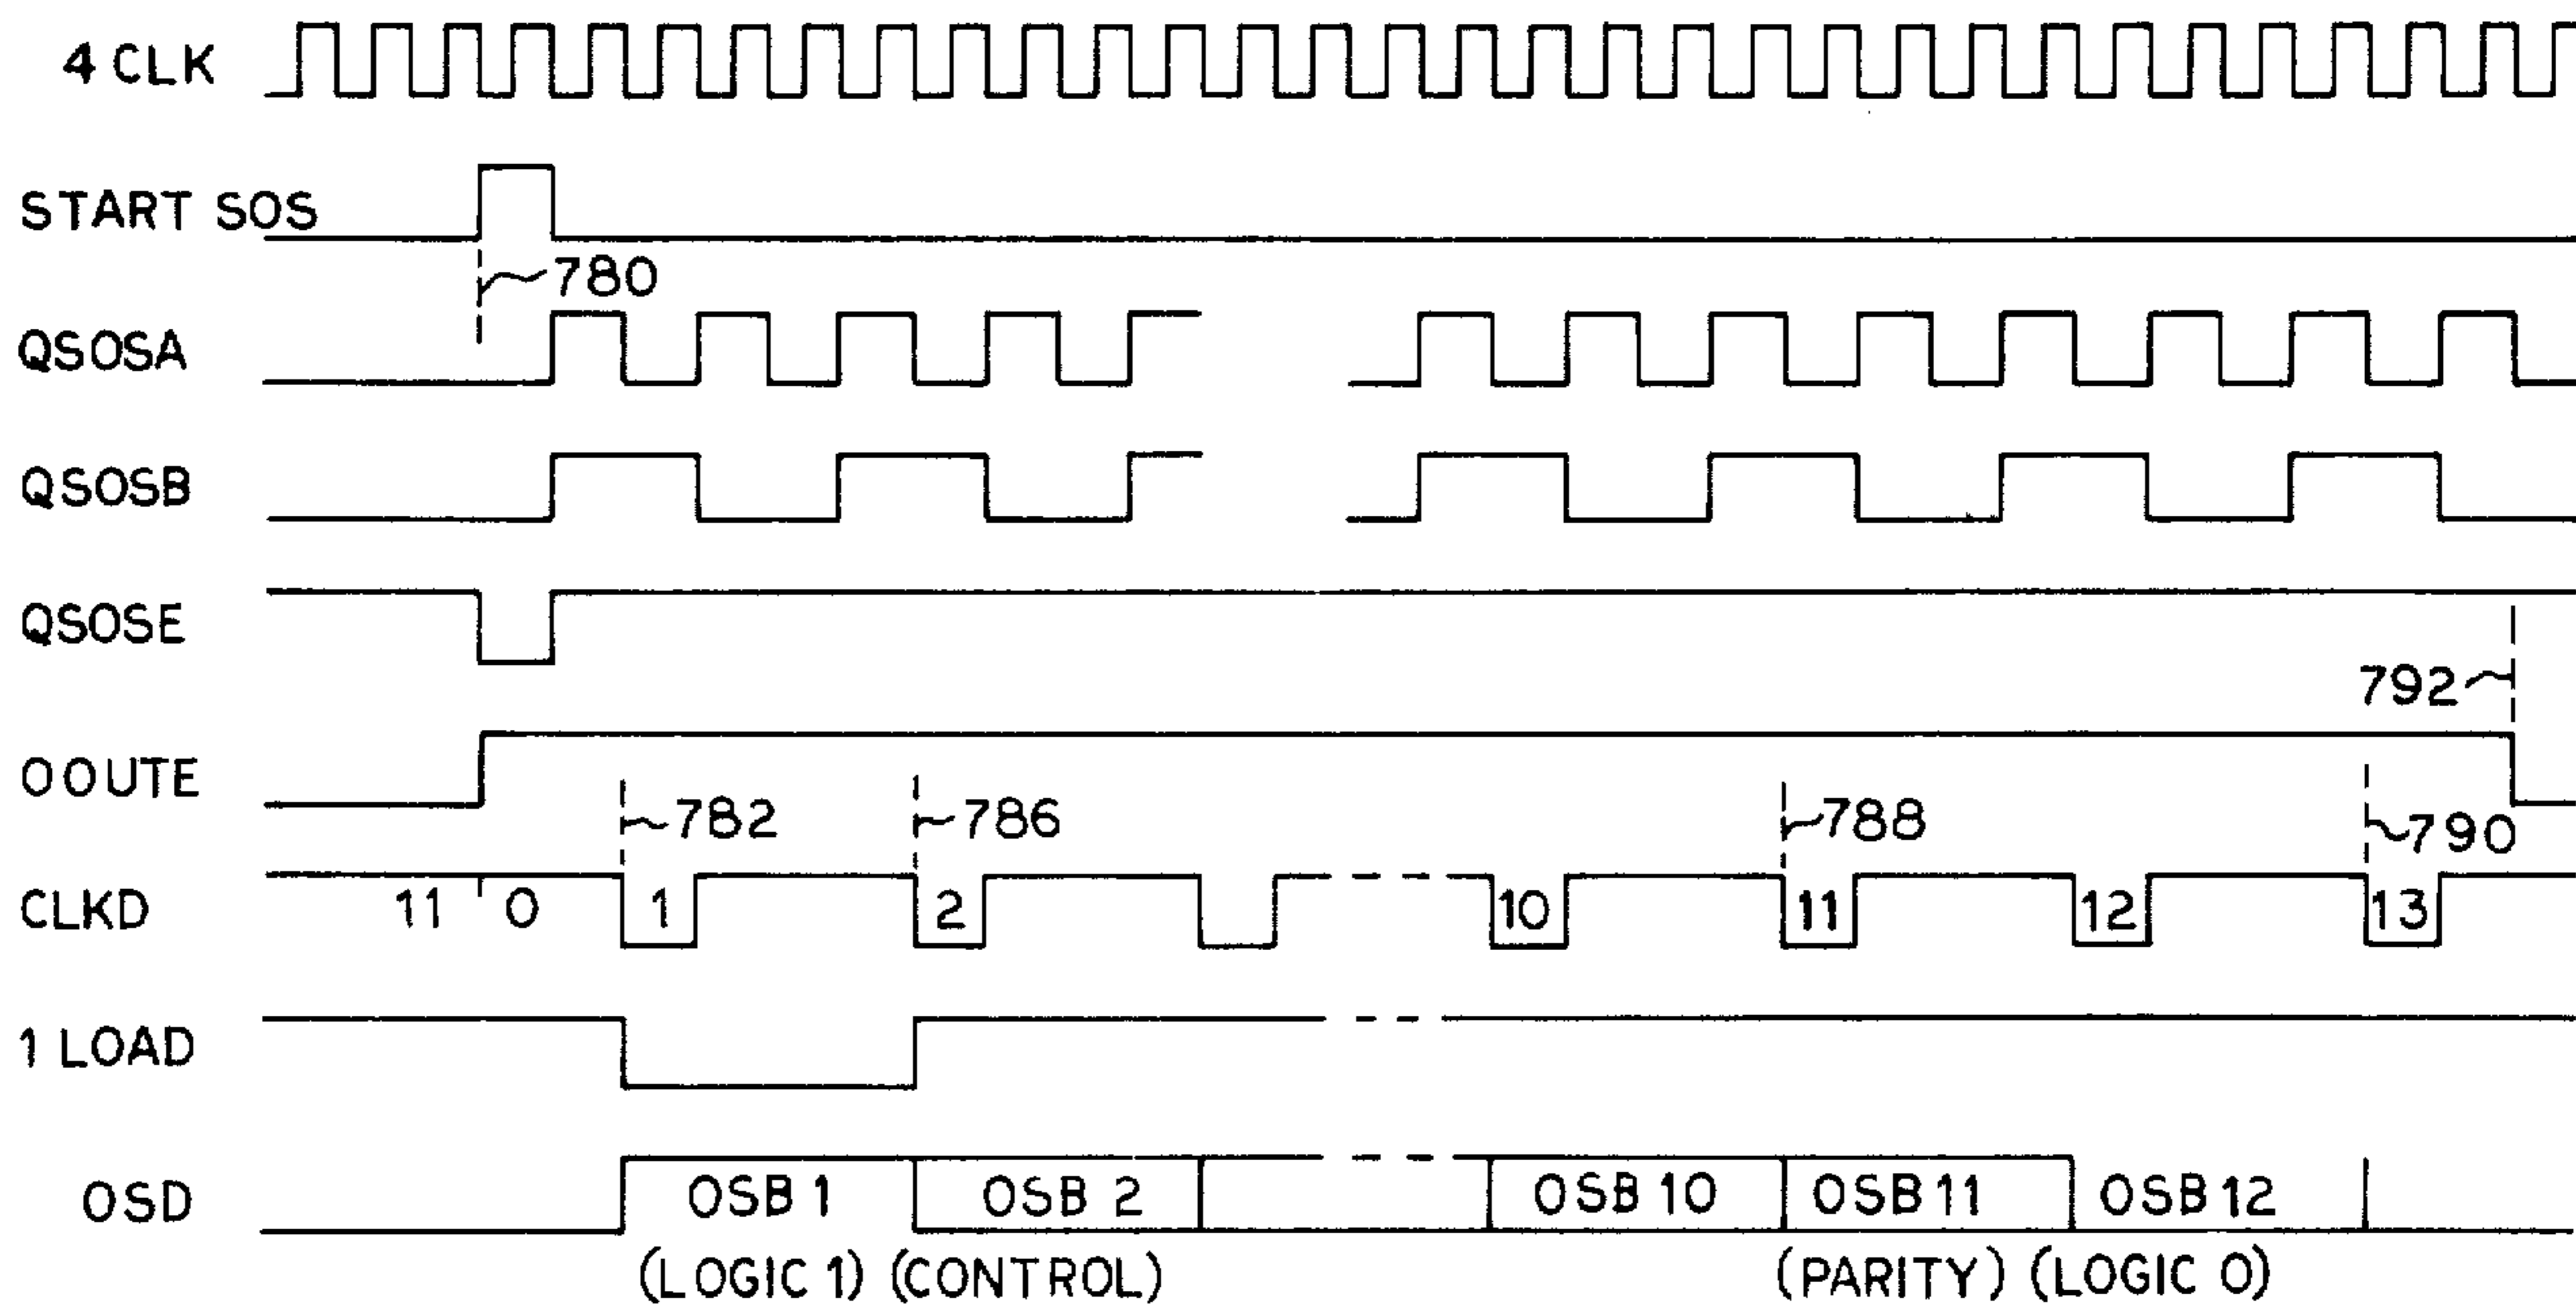 4 CLK
START SOS
780
QSOSA
QSOSB
QSOSE
792
OOUTE
782 786 788 790
CLKD 11 0 1 2 10 11 12 13
1 LOAD
OSD OSB 1 OSB 2 OSB 10 OSB 11 OSB 12
(LOGIC 1) (CONTROL) (PARITY) (LOGIC 0)